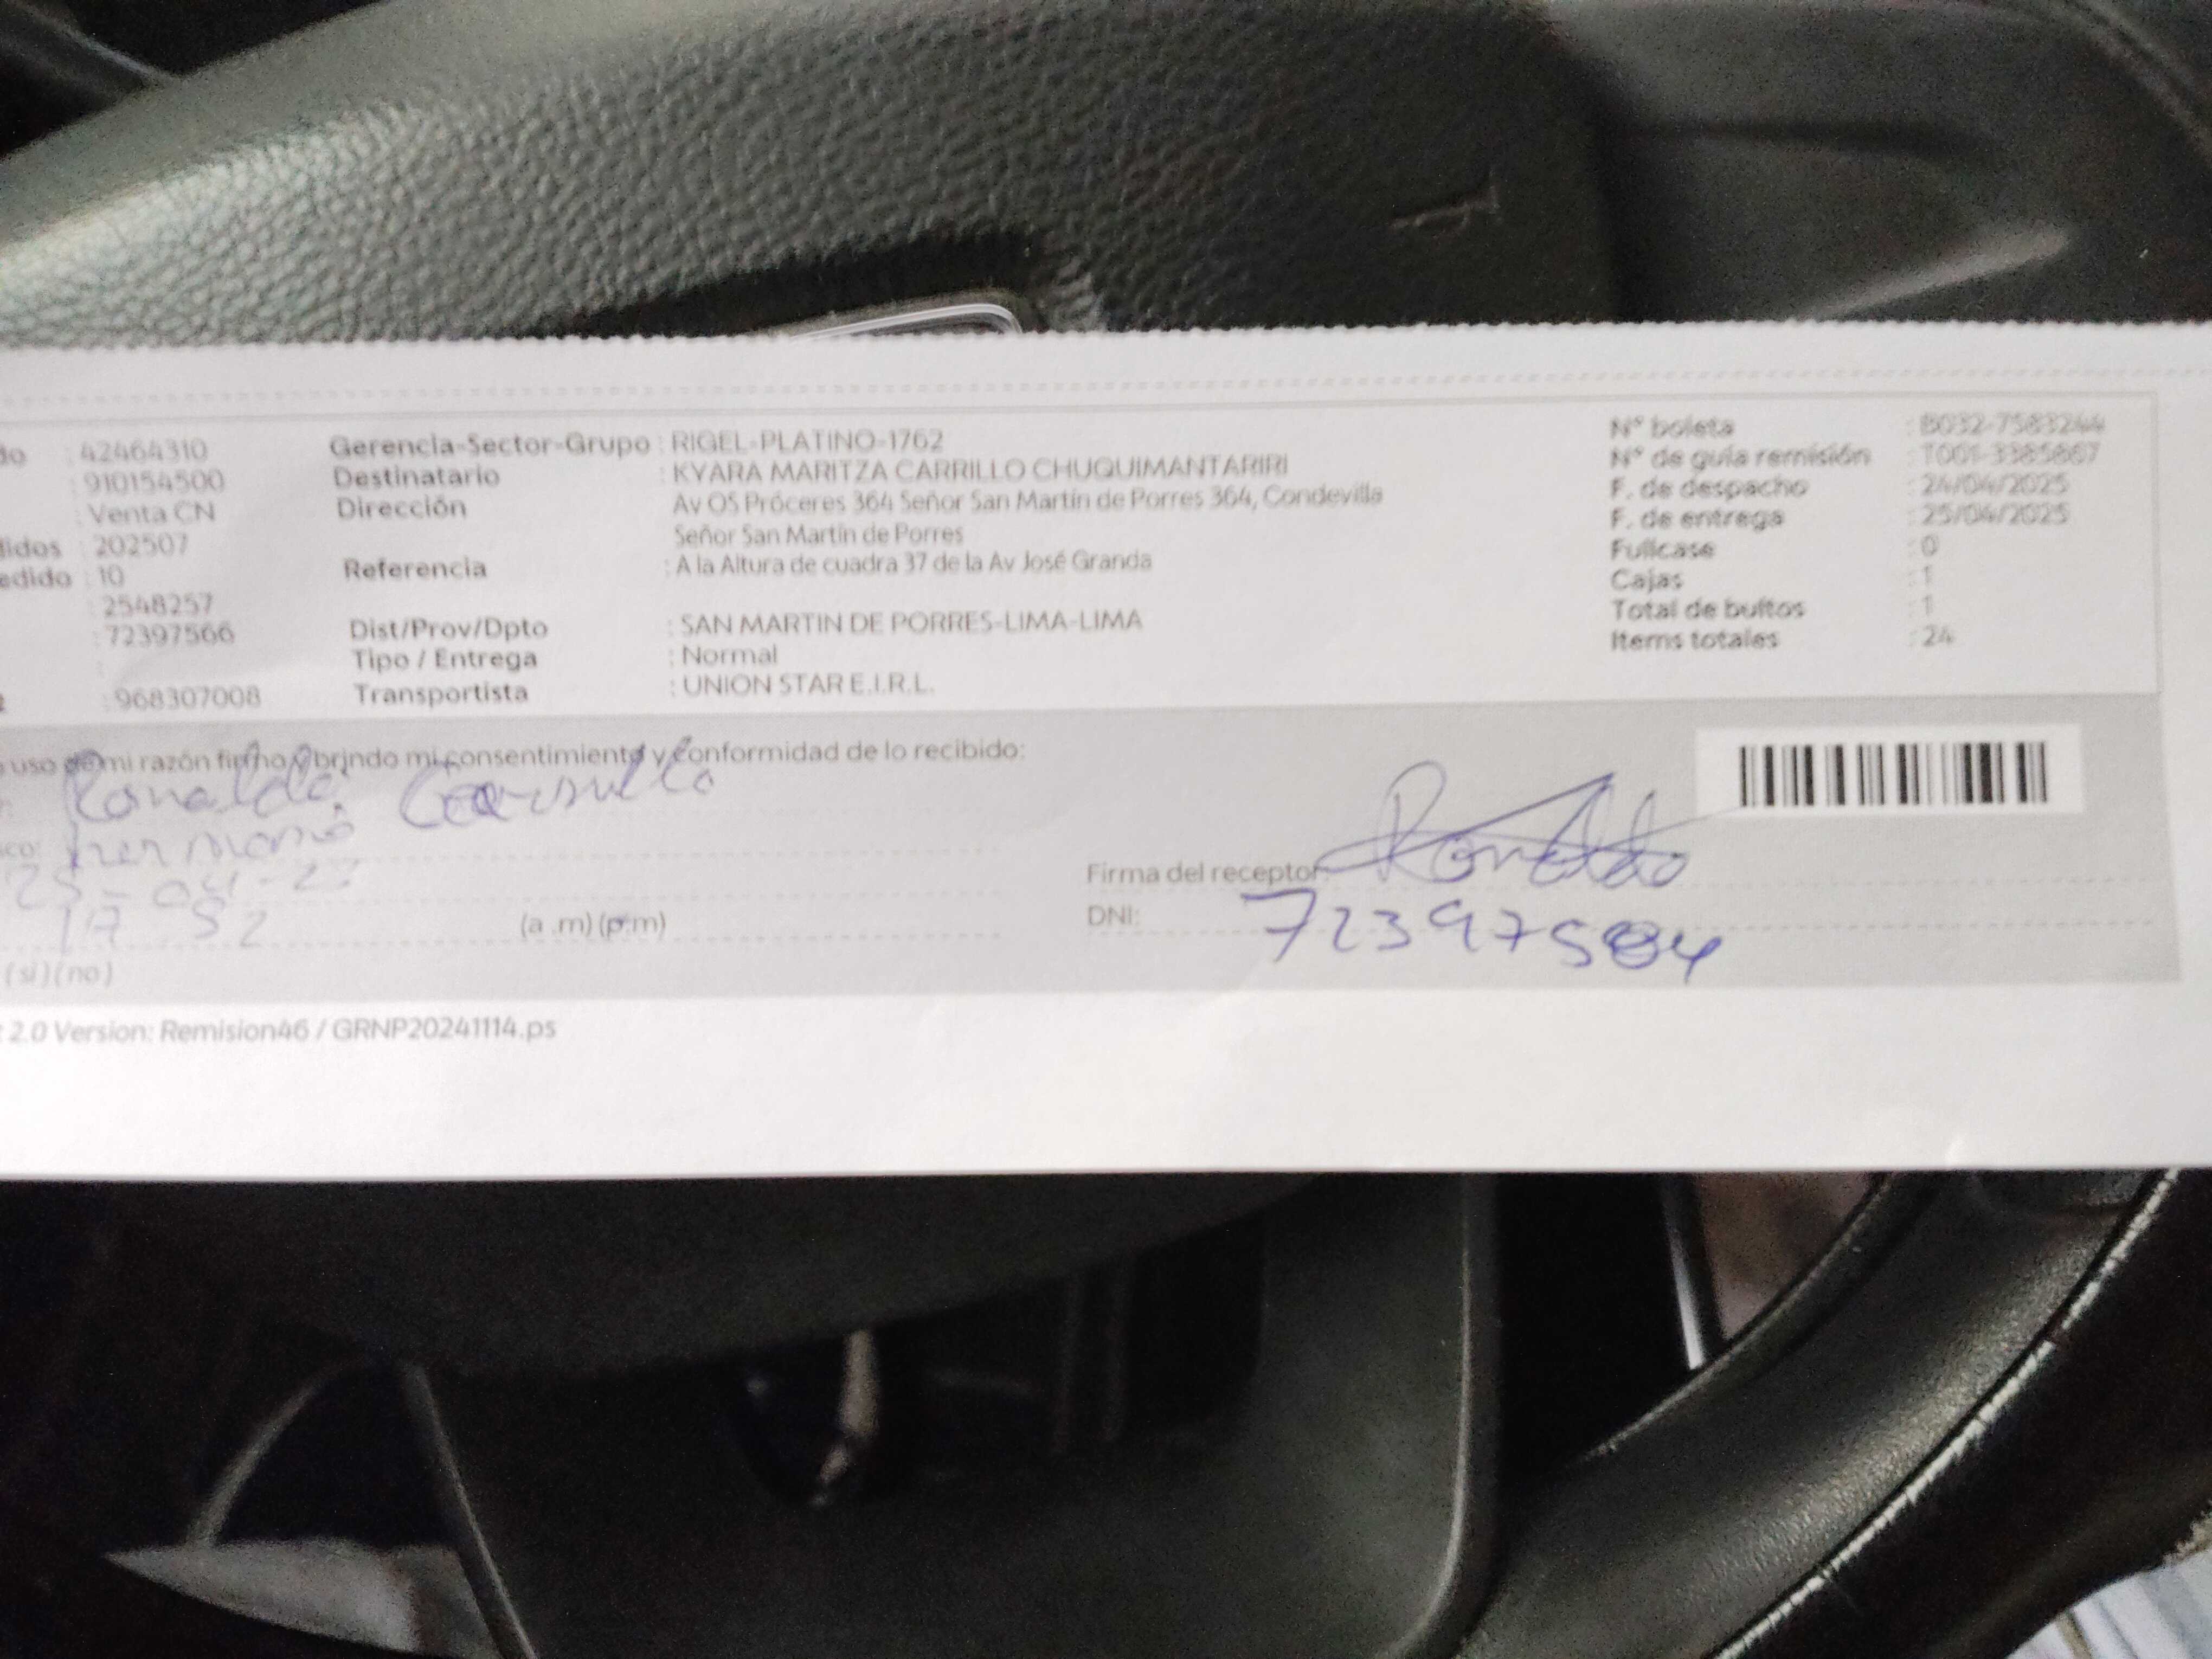 do : 42464310
: 910154500
: Venta CN
didos : 202507
edido : 10
: 2548257
: 72397566
:
: 968307008
Gerencia-Sector-Grupo : RIGEL-PLATINO-1762
Destinatario : KYARA MARITZA CARRILLO CHUQUIMANTARIRI
Dirección : Av OS Próceres 364 Señor San Martín de Porres 364, Condevilla
Señor San Martín de Porres
Referencia : A la Altura de cuadra 37 de la Av José Granda
Dist/Prov/Dpto : SAN MARTIN DE PORRES-LIMA-LIMA
Tipo / Entrega : Normal
Transportista : UNION STAR E.I.R.L.
N° boleta : B032-7583244
N° de guía remisión : T001-3385867
F. de despacho : 24/04/2025
F. de entrega : 25/04/2025
Fullcase : 0
Cajas : 1
Total de bultos : 1
Items totales : 24
uso de mi razón firmo y brindo mi consentimiento y conformidad de lo recibido:
Ronaldo Carrillo
ico: hermano
25-04-
17 52 (a .m) (p.m)
(si) (no)
Firma del receptor: Ronaldo
DNI: 723975
2.0 Version: Remision46 / GRNP20241114.ps